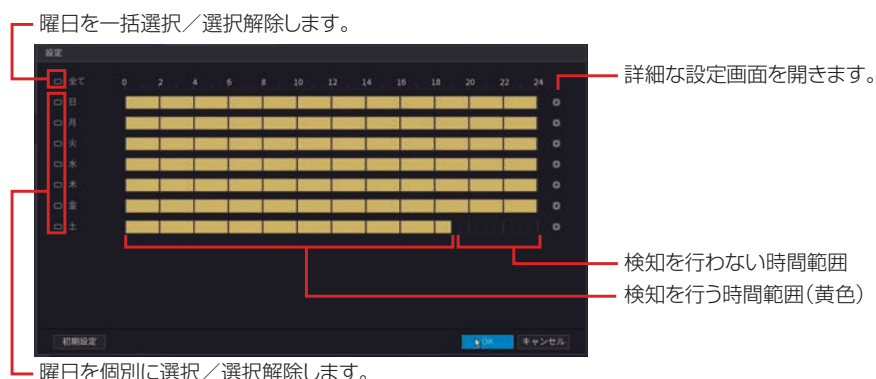 曜日を一括選択／選択解除します。
設定
全て 0 2 4 6 8 10 12 14 16 18 20 22 24
詳細な設定画面を開きます。
日
月
火
水
木
金
土
検知を行わない時間範囲
検知を行う時間範囲（黄色）
初期設定 OK キャンセル
曜日を個別に選択／選択解除します。